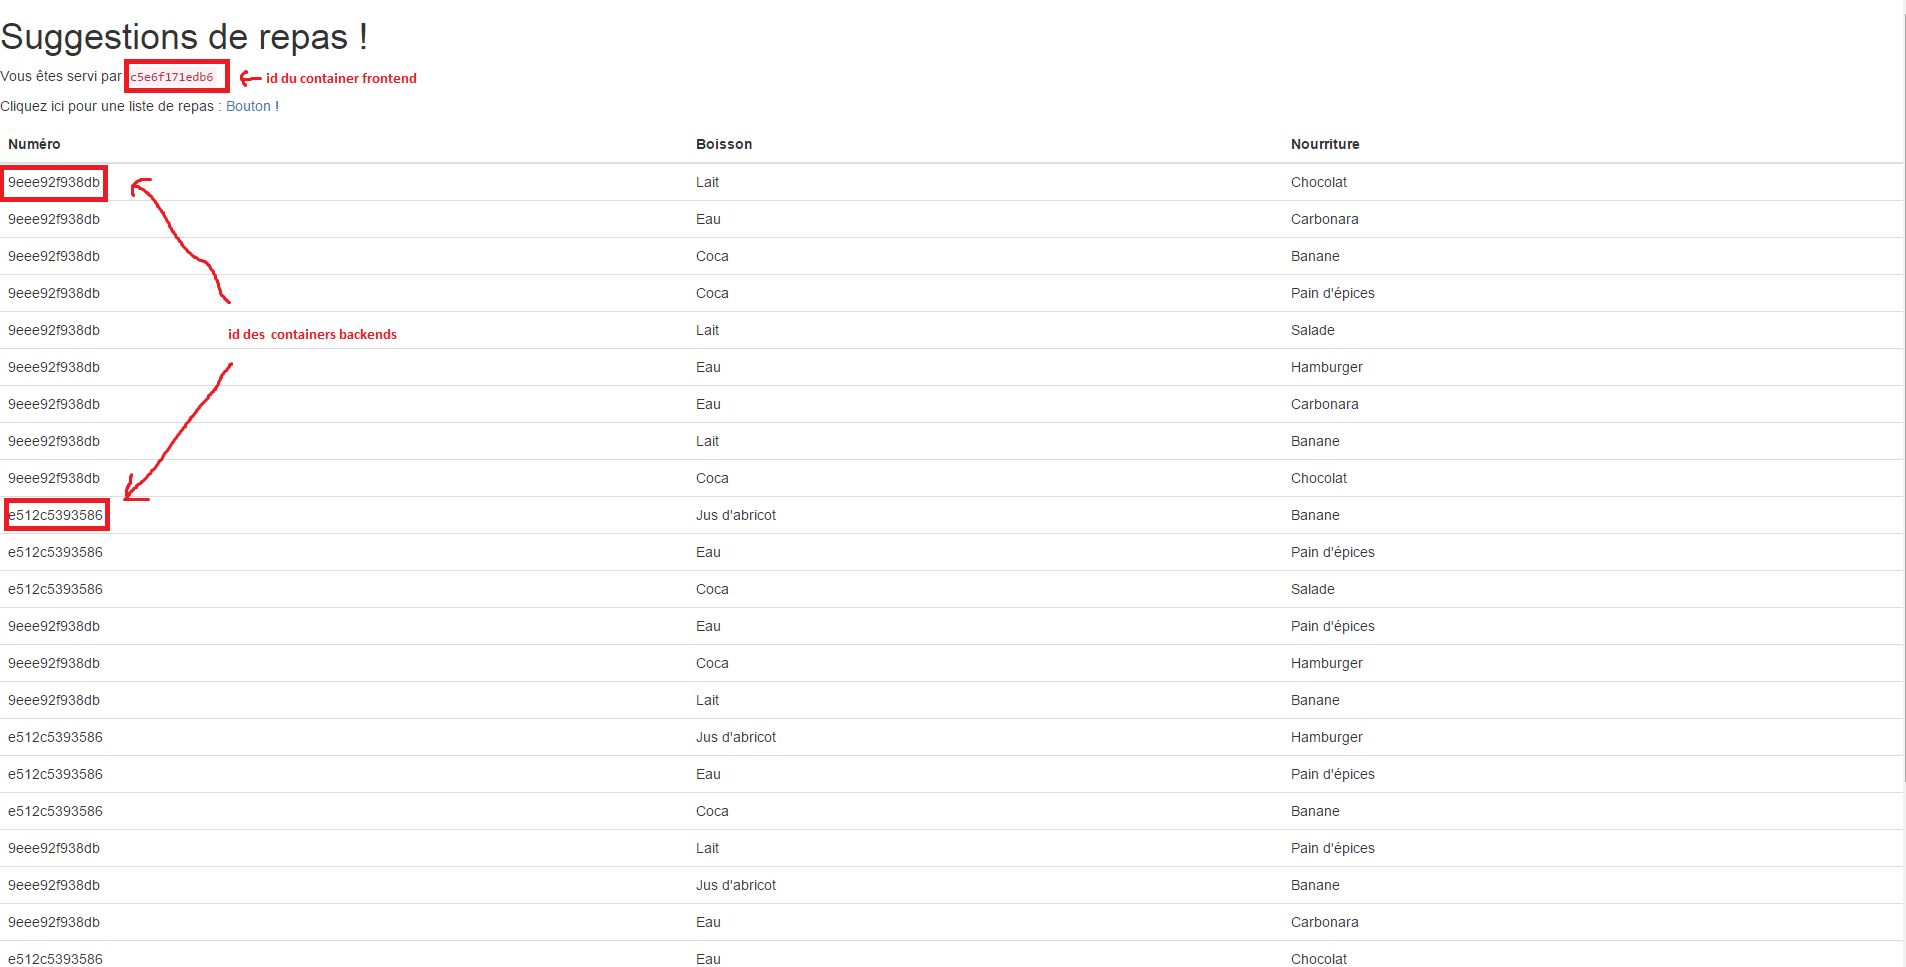 Suggestions de repas !
Vous êtes servi par c5e6f171edb6 id du container frontend
Cliquez ici pour une liste de repas : Bouton !
Numéro Boisson Nourriture
9eee92f938db Lait Chocolat
9eee92f938db Eau Carbonara
9eee92f938db Coca Banane
9eee92f938db Coca Pain d'épices
9eee92f938db Lait Salade
id des containers backends
9eee92f938db Eau Hamburger
9eee92f938db Eau Carbonara
9eee92f938db Lait Banane
9eee92f938db Coca Chocolat
e512c5393586 Jus d'abricot Banane
e512c5393586 Eau Pain d'épices
e512c5393586 Coca Salade
9eee92f938db Eau Pain d'épices
9eee92f938db Coca Hamburger
9eee92f938db Lait Banane
e512c5393586 Jus d'abricot Hamburger
e512c5393586 Eau Pain d'épices
e512c5393586 Coca Banane
9eee92f938db Lait Pain d'épices
9eee92f938db Jus d'abricot Banane
9eee92f938db Eau Carbonara
e512c5393586 Eau Chocolat